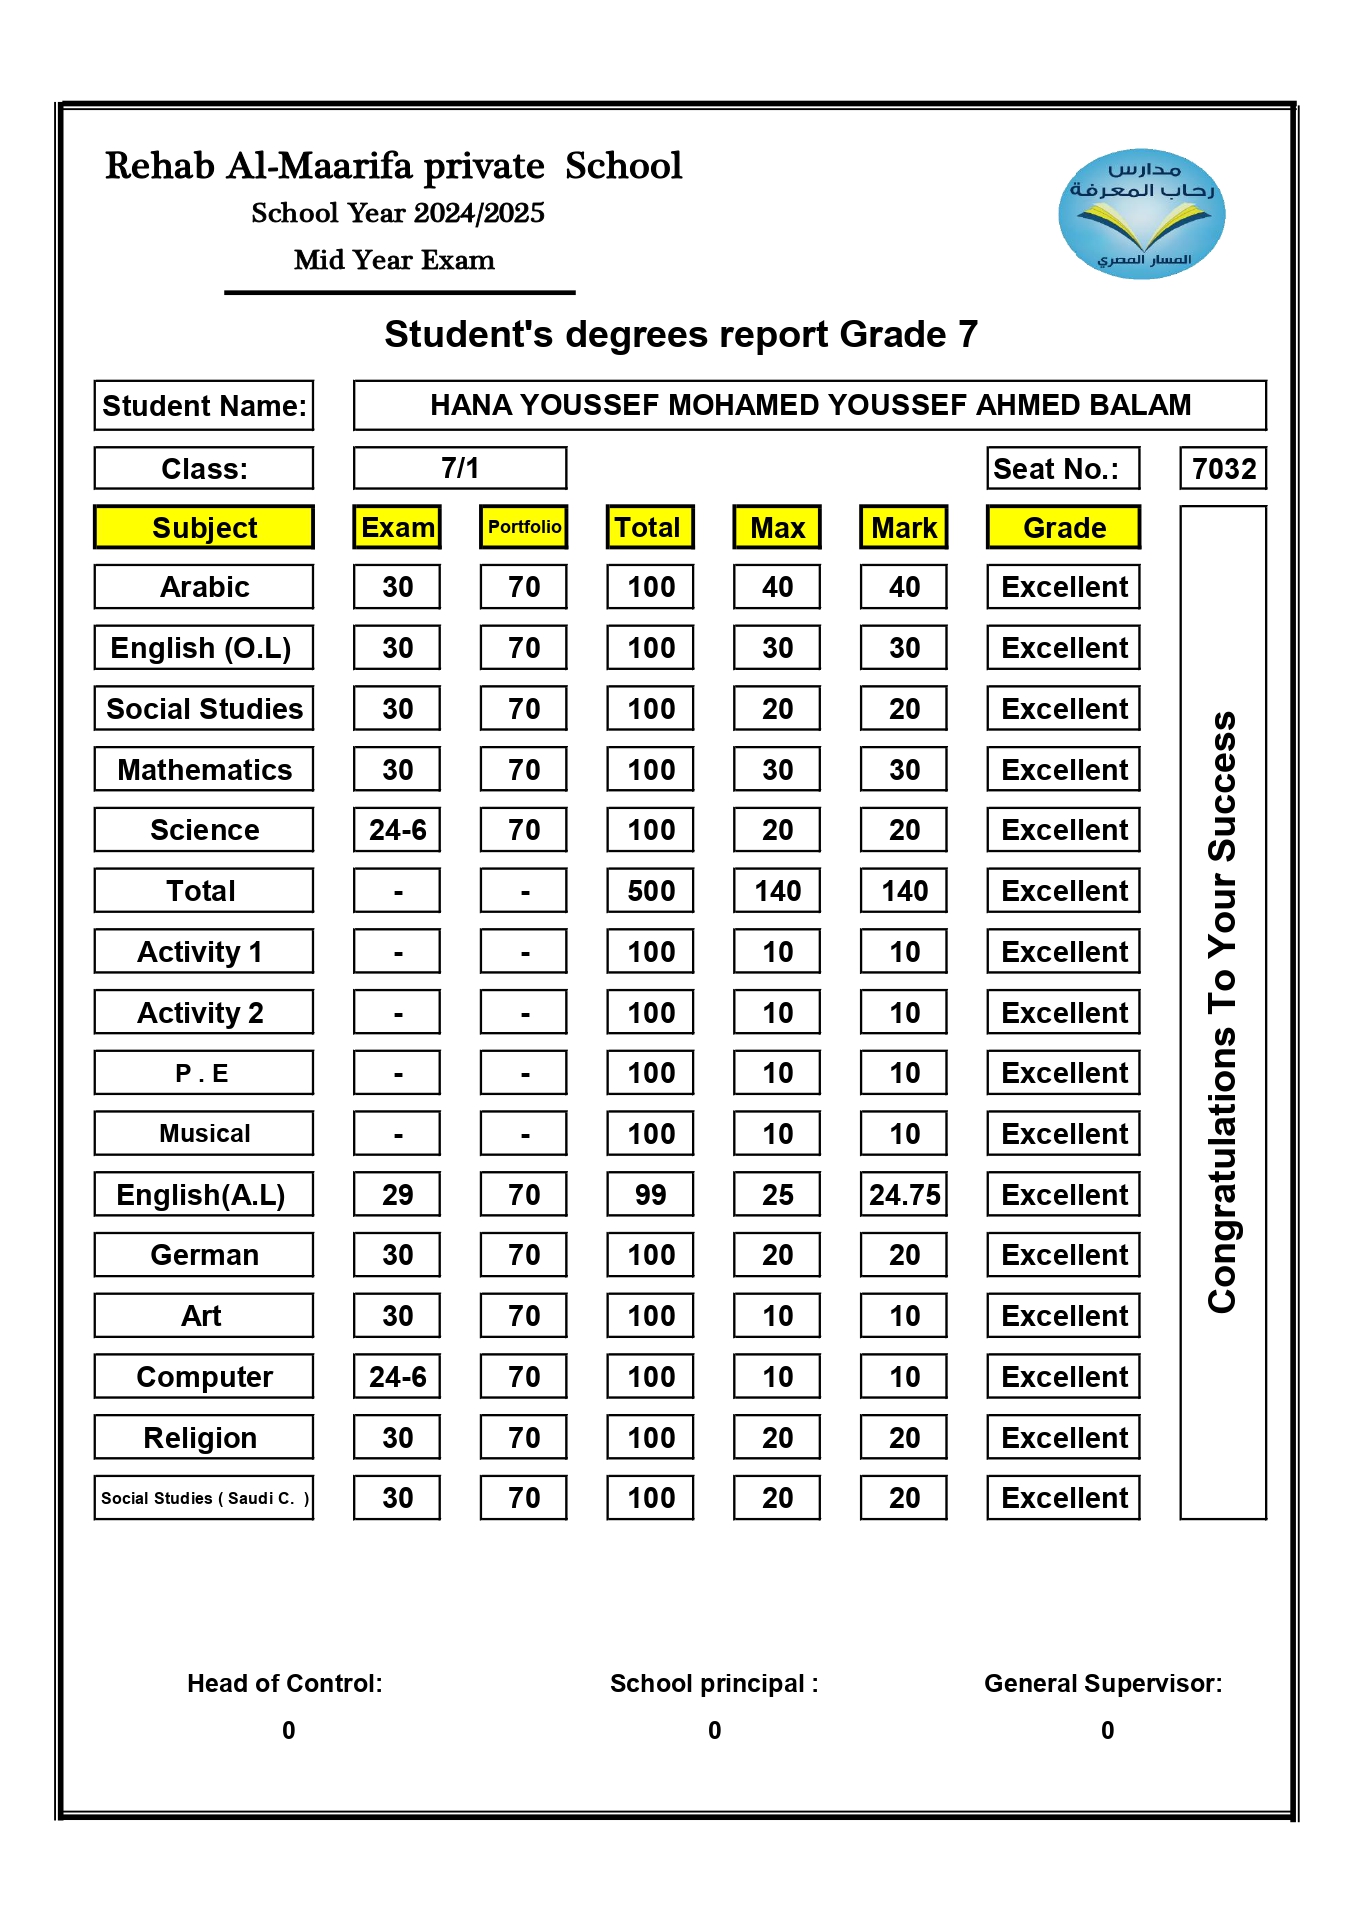 Rehab Al-Maarifa private School
School Year 2024/2025
Mid Year Exam
مدارس
رحاب المعرفة
المسار المصري
Student's degrees report Grade 7
Student Name: HANA YOUSSEF MOHAMED YOUSSEF AHMED BALAM
Class: 7/1 Seat No.: 7032
Subject Exam Portfolio Total Max Mark Grade
Arabic 30 70 100 40 40 Excellent
English (O.L) 30 70 100 30 30 Excellent
Social Studies 30 70 100 20 20 Excellent
Mathematics 30 70 100 30 30 Excellent
Science 24-6 70 100 20 20 Excellent
Total - - 500 140 140 Excellent
Activity 1 - - 100 10 10 Excellent
Activity 2 - - 100 10 10 Excellent
P . E - - 100 10 10 Excellent
Musical - - 100 10 10 Excellent
English(A.L) 29 70 99 25 24.75 Excellent
German 30 70 100 20 20 Excellent
Art 30 70 100 10 10 Excellent
Computer 24-6 70 100 10 10 Excellent
Religion 30 70 100 20 20 Excellent
Social Studies ( Saudi C. ) 30 70 100 20 20 Excellent
Congratulations To Your Success
Head of Control: School principal : General Supervisor:
0 0 0